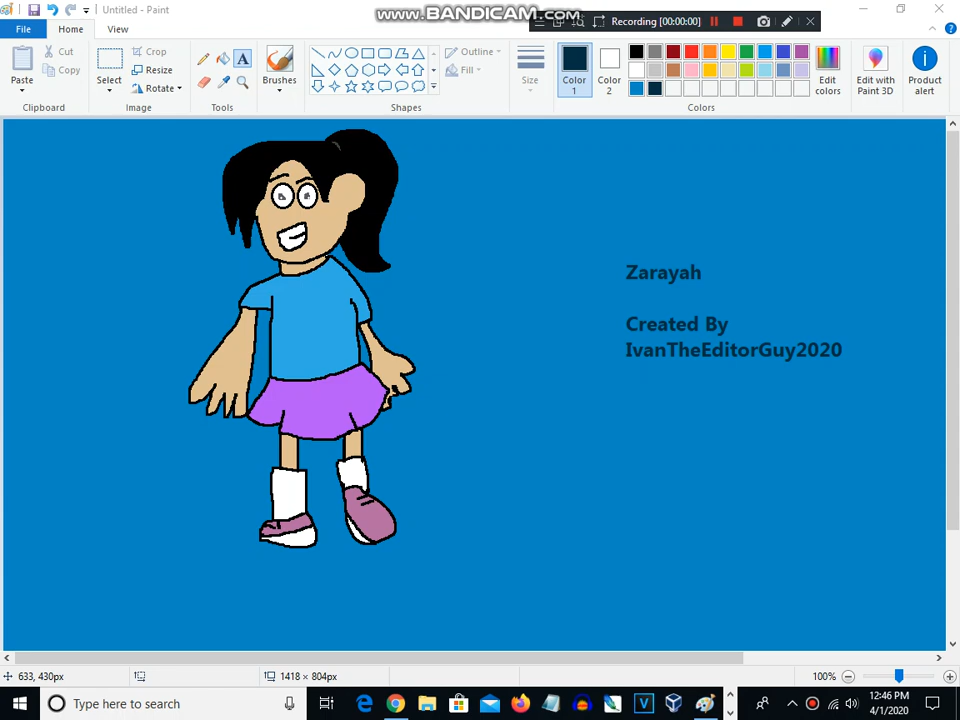 Untitled - Paint
www.BANDICAM.com
Recording [00:00:00]
File
Home
View
Paste
Cut
Copy
Clipboard
Select
Crop
Resize
Rotate
Image
A
Tools
Brushes
Outline
Fill
Shapes
Size
Color
1
Color
2
Edit
colors
Colors
Edit with
Paint 3D
Product
alert
Zarayah
Created By
IvanTheEditorGuy2020
633, 430px
1418 × 804px
100%
Type here to search
12:46 PM
4/1/2020